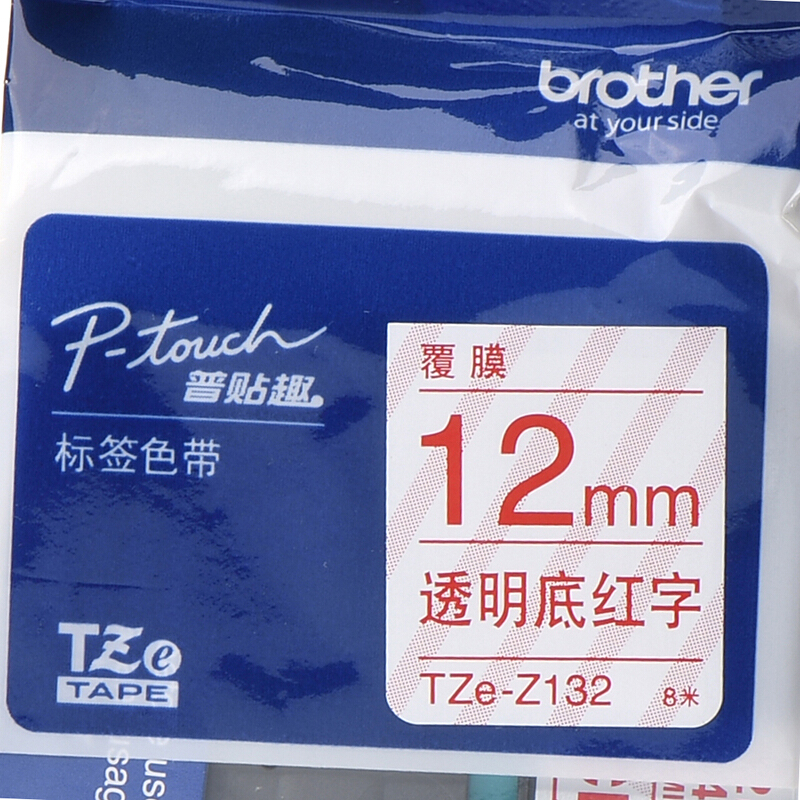 brother
at your side
P-touch
普贴趣
标签色带
TZe
TAPE
覆膜
12mm
透明底红字
TZe-Z132 8米